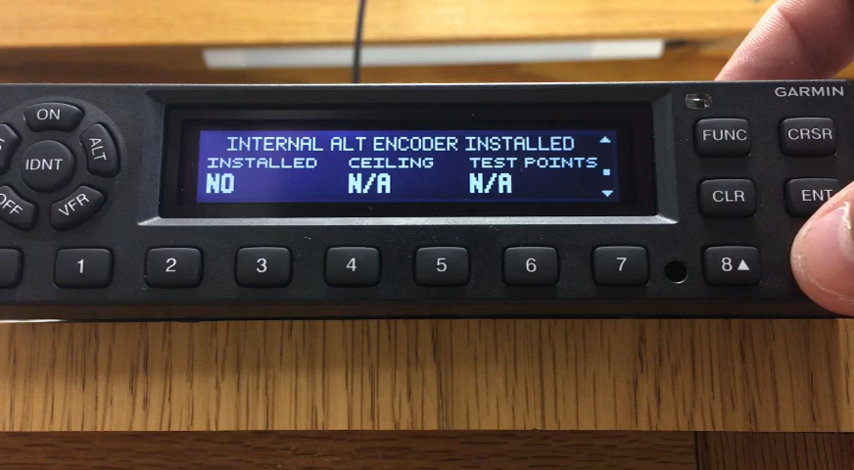 GARMIN
ON
ALT
IDNT
VFR
INTERNAL ALT ENCODER INSTALLED
INSTALLED CEILING TEST POINTS
NO N/A N/A
FUNC CRSR
CLR ENT
1 2 3 4 5 6 7 8▲